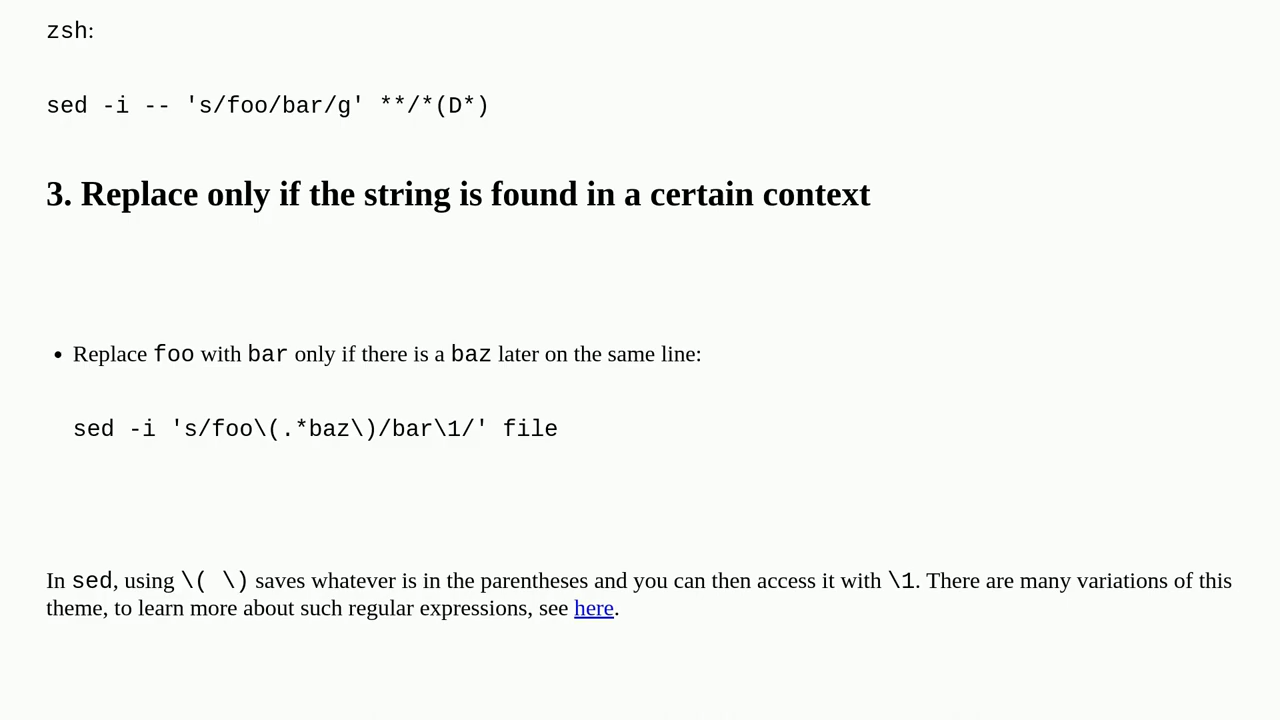 zsh:
sed -i -- 's/foo/bar/g' **/*(D*)
3. Replace only if the string is found in a certain context
• Replace foo with bar only if there is a baz later on the same line:
sed -i 's/foo\(.*baz\)/bar\1/' file
In sed, using \( \) saves whatever is in the parentheses and you can then access it with \1. There are many variations of this
theme, to learn more about such regular expressions, see here.